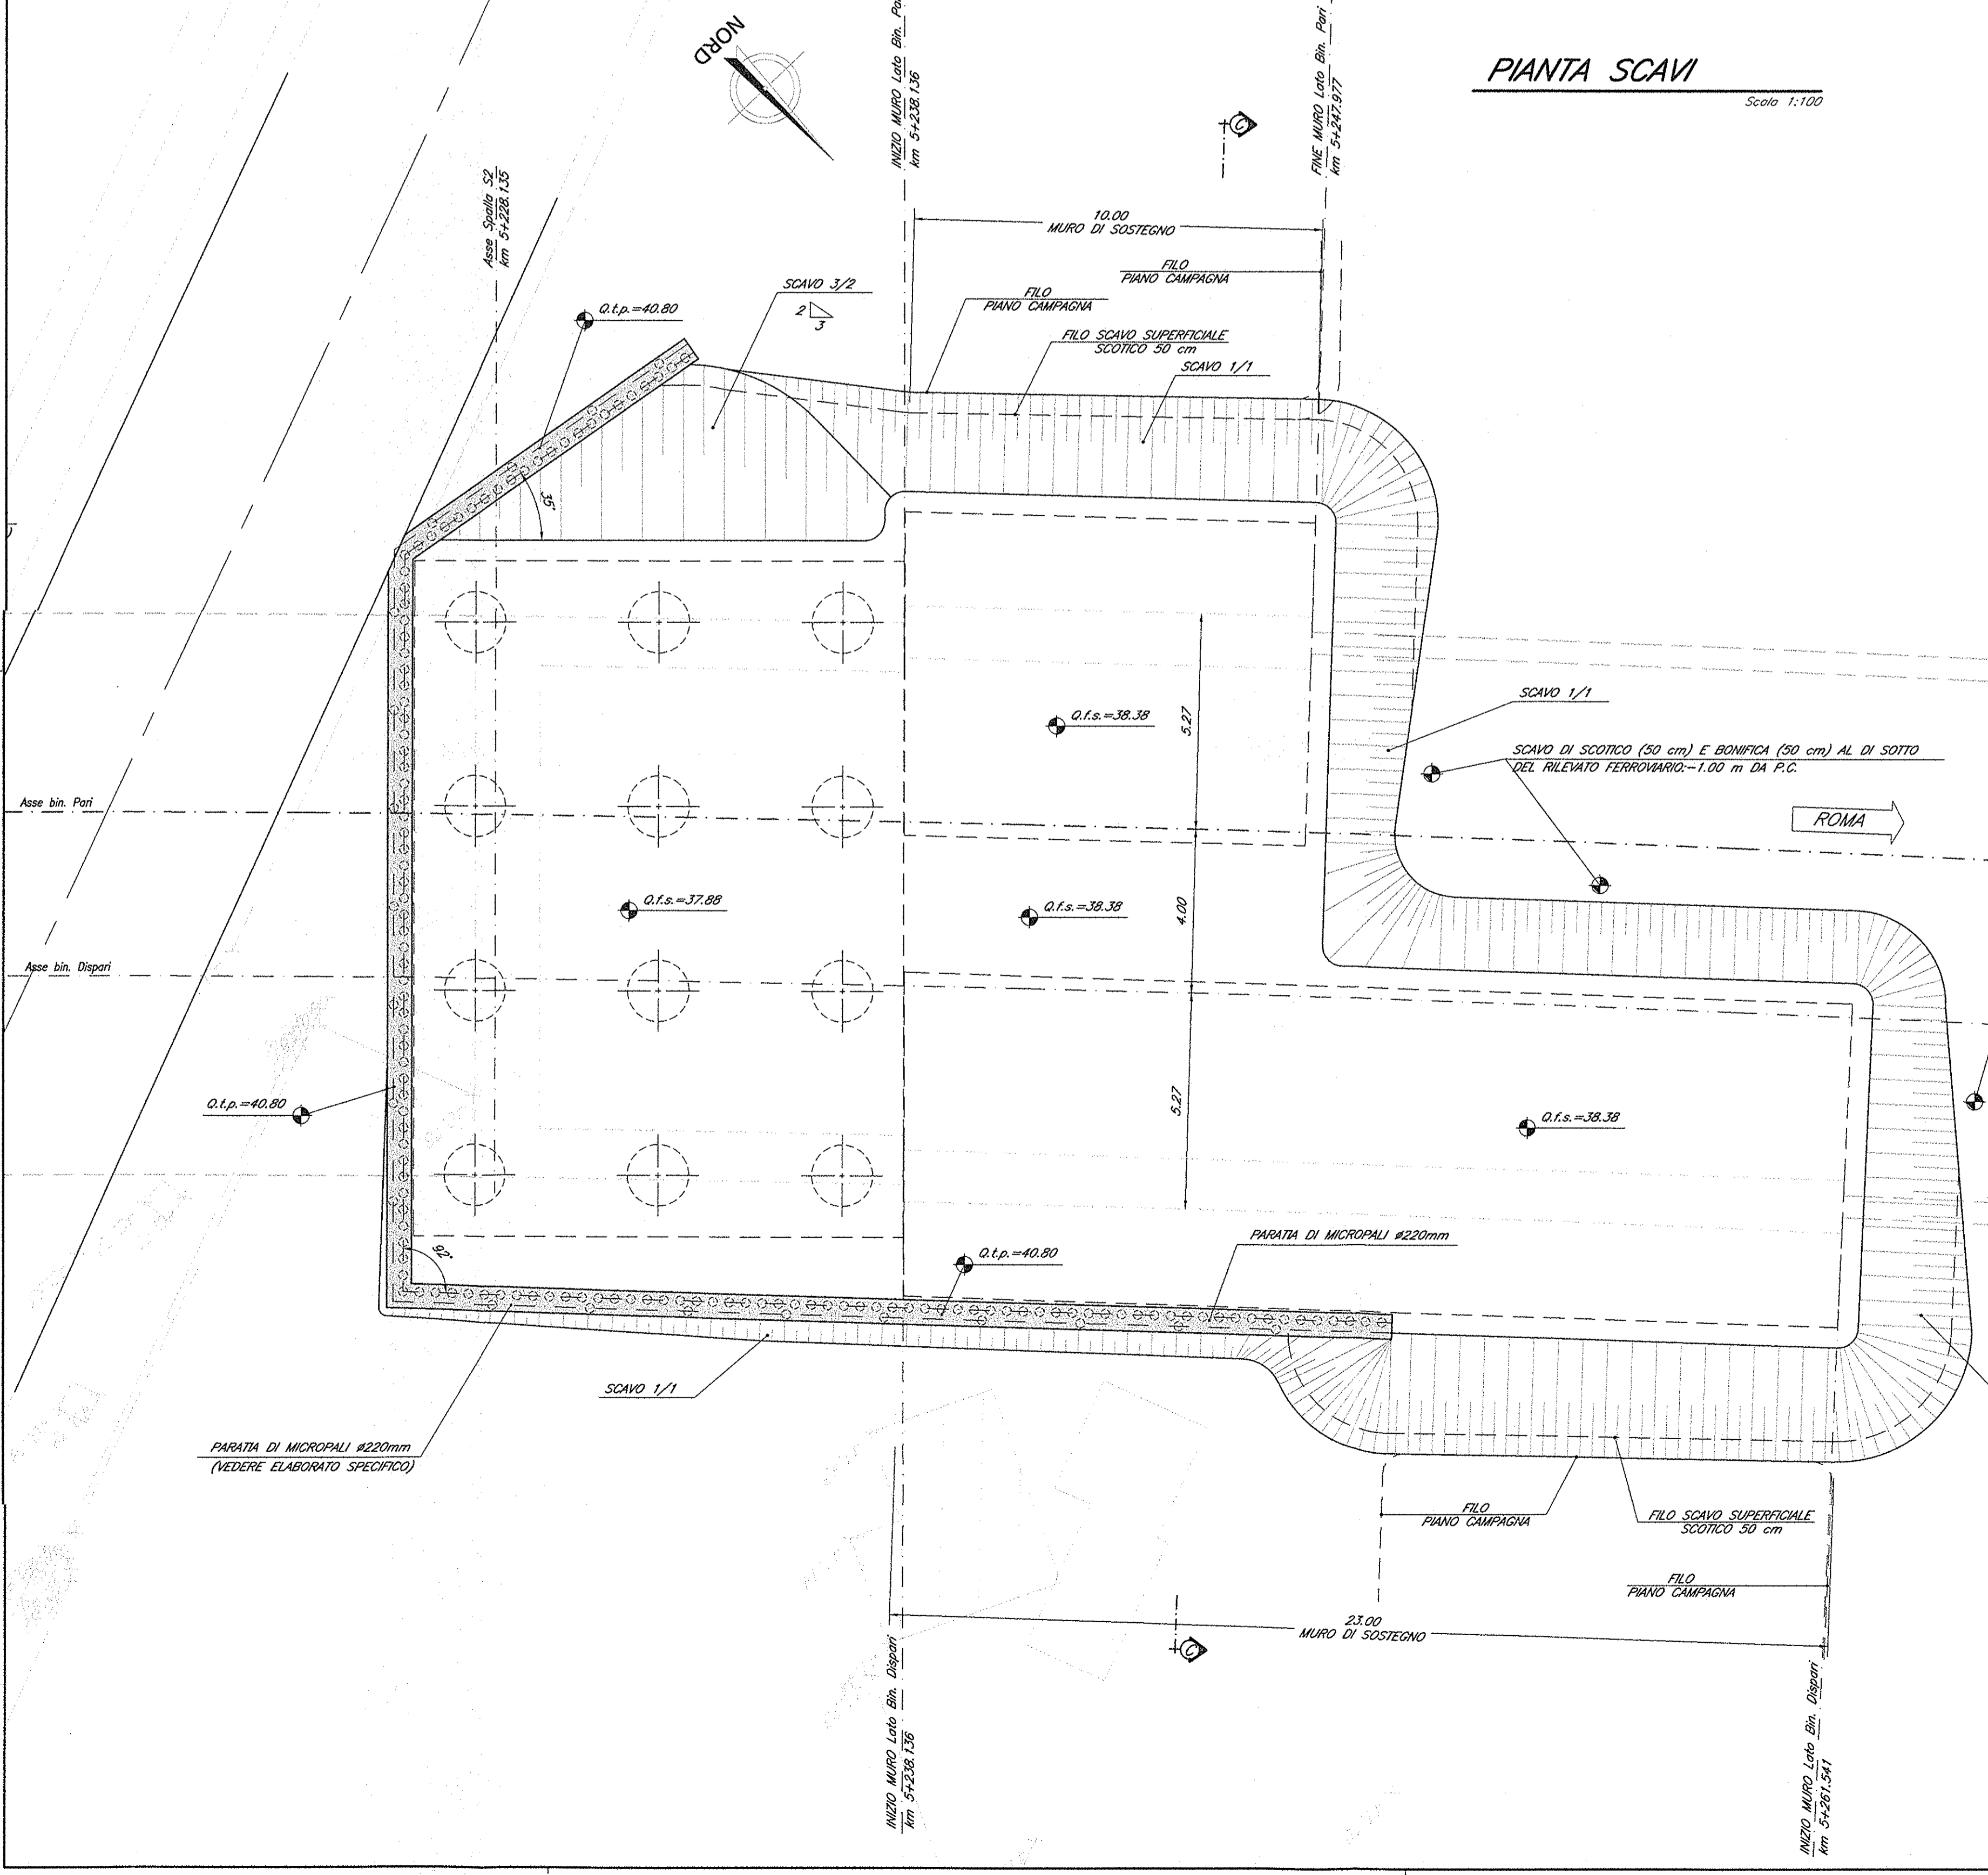 PIANTA SCAVI
Scala 1:100
NORD
INIZIO MURO Lato Bin.
km 5+238.136
FINE MURO Lato Bin. Pari
km 5+247.977
C
Asse Spalla S2
km 5+228.135
10.00
MURO DI SOSTEGNO
FILO
PIANO CAMPAGNA
FILO
PIANO CAMPAGNA
SCAVO 3/2
2
3
Q.t.p.=40.80
FILO SCAVO SUPERFICIALE
SCOTICO 50 cm
SCAVO 1/1
35°
SCAVO 1/1
Q.f.s.=38.38
5.27
SCAVO DI SCOTICO (50 cm) E BONIFICA (50 cm) AL DI SOTTO
DEL RILEVATO FERROVIARIO:-1.00 m DA P.C.
Asse bin. Pari
ROMA
Q.f.s.=37.88
Q.f.s.=38.38
4.00
Asse bin. Dispari
Q.t.p.=40.80
5.27
Q.f.s.=38.38
92°
Q.t.p.=40.80
PARATIA DI MICROPALI ø220mm
SCAVO 1/1
PARATIA DI MICROPALI ø220mm
(VEDERE ELABORATO SPECIFICO)
FILO
PIANO CAMPAGNA
FILO SCAVO SUPERFICIALE
SCOTICO 50 cm
FILO
PIANO CAMPAGNA
23.00
MURO DI SOSTEGNO
C
INIZIO MURO Lato Bin. Dispari
km 5+238.136
INIZIO MURO Lato Bin. Dispari
km 5+261.541